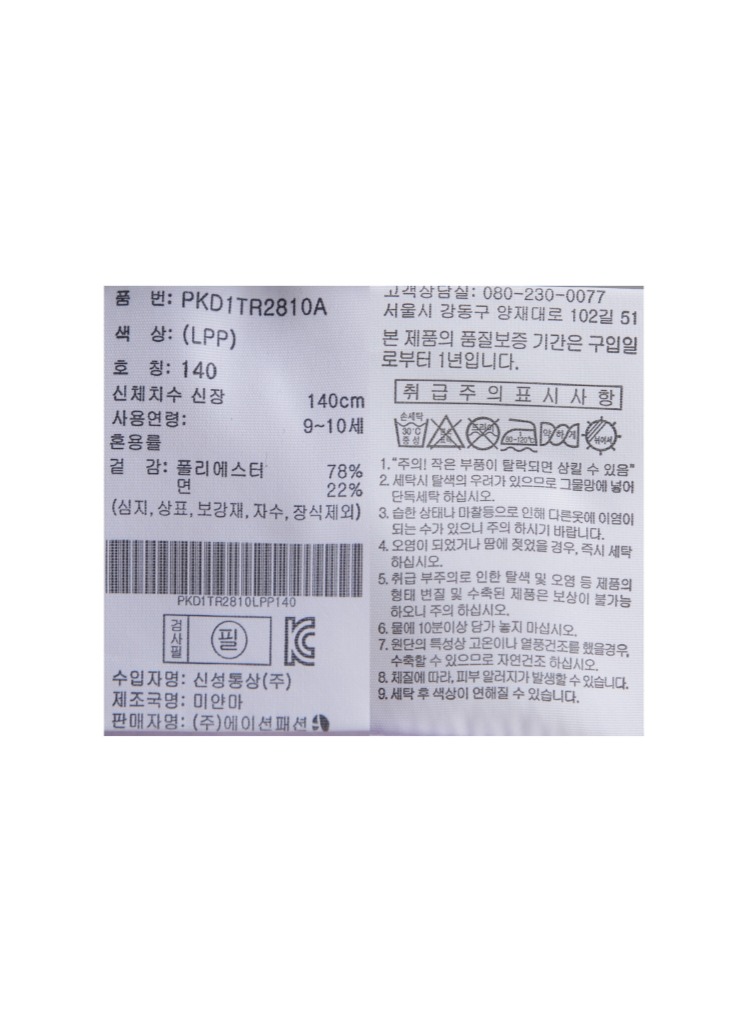 품 번: PKD1TR2810A
색 상: (LPP)
호 칭: 140
신체치수 신장 140cm
사용연령: 9~10세
혼용률
겉 감: 폴리에스터 78%
면 22%
(심지,상표,보강재,자수,장식제외)
PKD1TR2810LPP140
검사필 필
수입자명: 신성통상(주)
제조국명: 미얀마
판매자명: (주)에이션패션
고객상담실: 080-230-0077
서울시 강동구 양재대로 102길 51
본 제품의 품질보증 기간은 구입일
로부터 1년입니다.
취급주의표시사항
손세탁
30℃
중성
드라이
80~120℃
약하게
뉘어서
1."주의! 작은 부품이 탈락되면 삼킬 수 있음"
2. 세탁시 탈색의 우려가 있으므로 그물망에 넣어
단독세탁 하십시오.
3. 습한 상태나 마찰등으로 인해 다른옷에 이염이
되는 수가 있으니 주의 하시기 바랍니다.
4. 오염이 되었거나 땀에 젖었을 경우, 즉시 세탁
하십시오.
5. 취급 부주의로 인한 탈색 및 오염 등 제품의
형태 변질 및 수축된 제품은 보상이 불가능
하오니 주의 하십시오.
6. 물에 10분이상 담가 놓지 마십시오.
7. 원단의 특성상 고온이나 열풍건조를 했을경우,
수축할 수 있으므로 자연건조 하십시오.
8. 체질에 따라, 피부 알러지가 발생할 수 있습니다.
9. 세탁 후 색상이 연해질 수 있습니다.